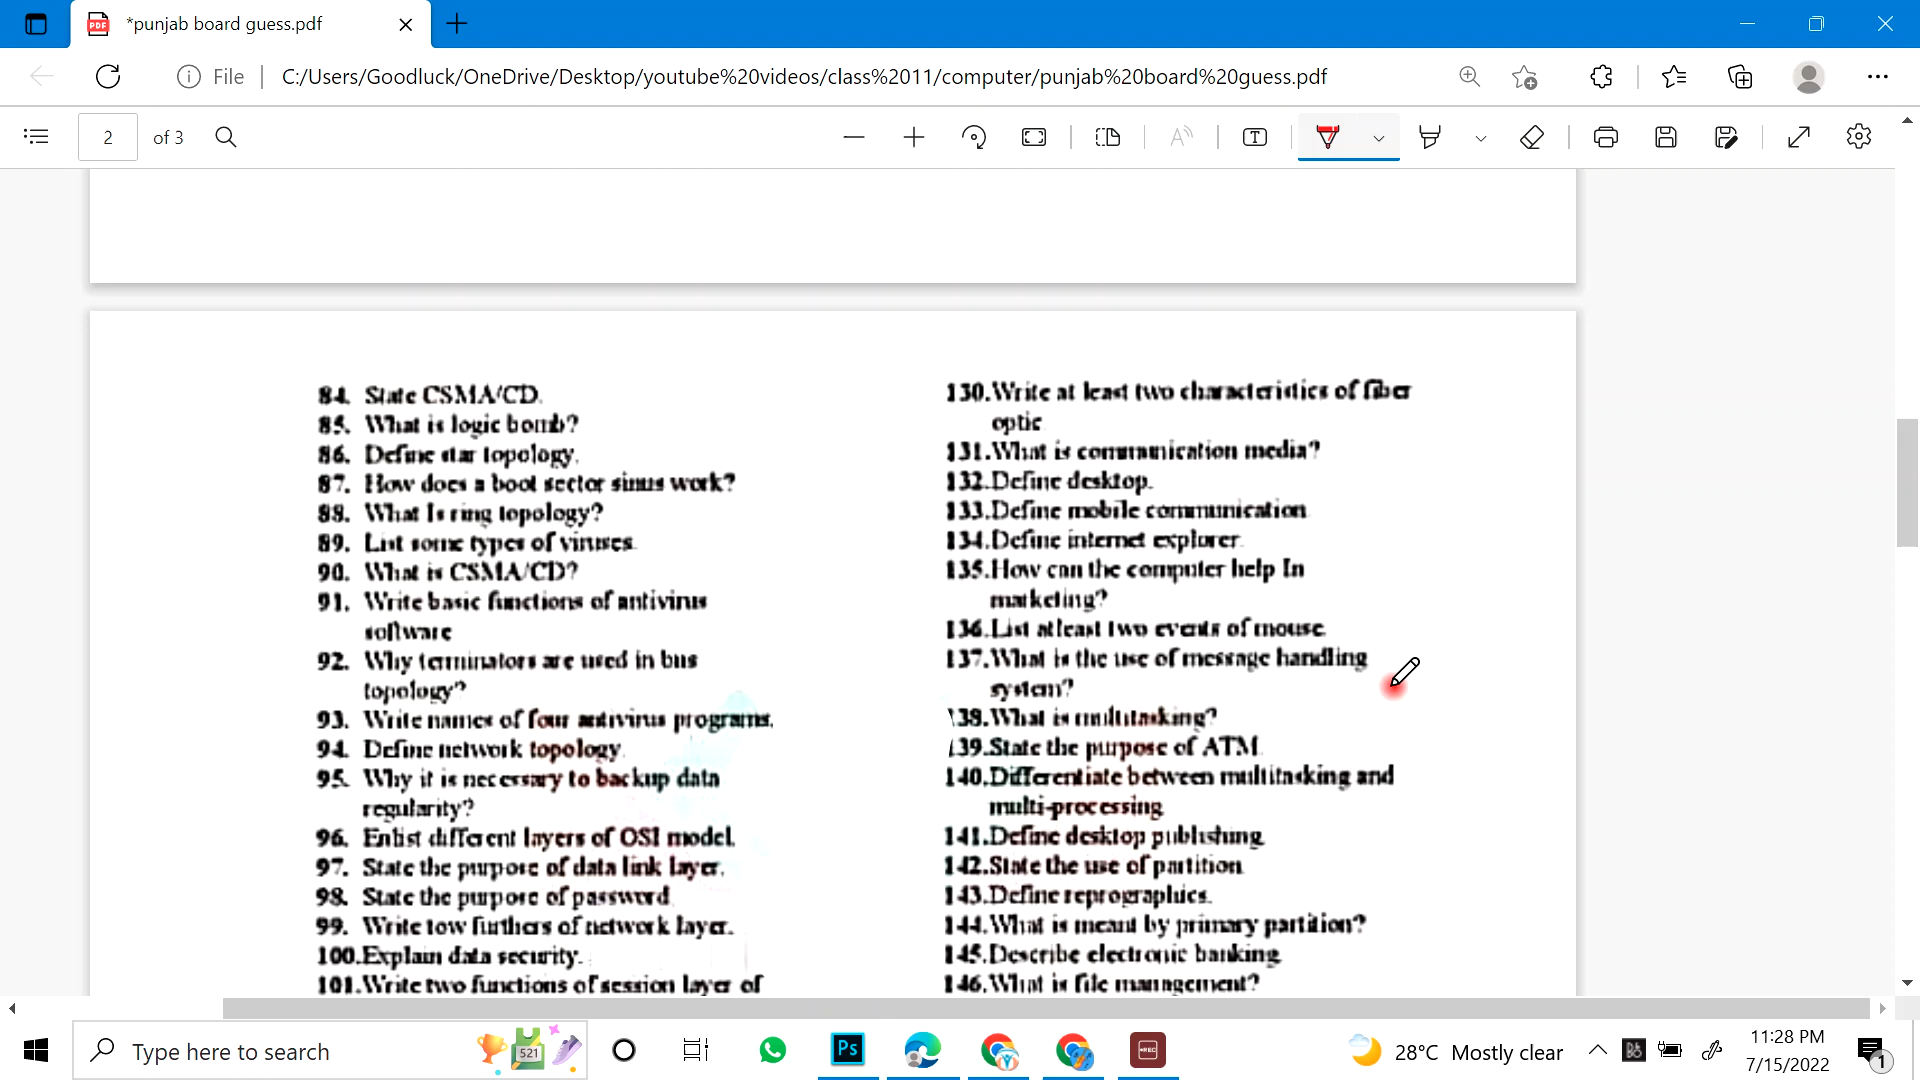 *punjab board guess.pdf
File
C:/Users/Goodluck/OneDrive/Desktop/youtube%20videos/class%2011/computer/punjab%20board%20guess.pdf
2 of 3
84. State CSMA/CD.
85. What is logic bomb?
86. Define star topology.
87. How does a boot sector sinus work?
88. What Is ring topology?
89. List some types of viruses.
90. What is CSMA/CD?
91. Write basic functions of antivirus
software
92. Why terminators are used in bus
topology?
93. Write names of four antivirus programs.
94. Define network topology.
95. Why it is necessary to backup data
regularity?
96. Enlist different layers of OSI model.
97. State the purpose of data link layer.
98. State the purpose of password.
99. Write tow furthers of network layer.
100.Explain data security.
101.Write two functions of session layer of
130.Write at least two characteristics of fiber
optic
131.What is communication media?
132.Define desktop.
133.Define mobile communication
134.Define internet explorer.
135.How can the computer help In
marketing?
136.List atleast two events of mouse.
137.What is the use of message handling
system?
138.What is multitasking?
139.State the purpose of ATM.
140.Differentiate between multitasking and
multi-processing
141.Define desktop publishing
142.State the use of partition
143.Define reprographics.
144.What is meant by primary partition?
145.Describe electronic banking
146.What is file management?
Type here to search
521
Ps
REC
28°C Mostly clear
11:28 PM
7/15/2022
1